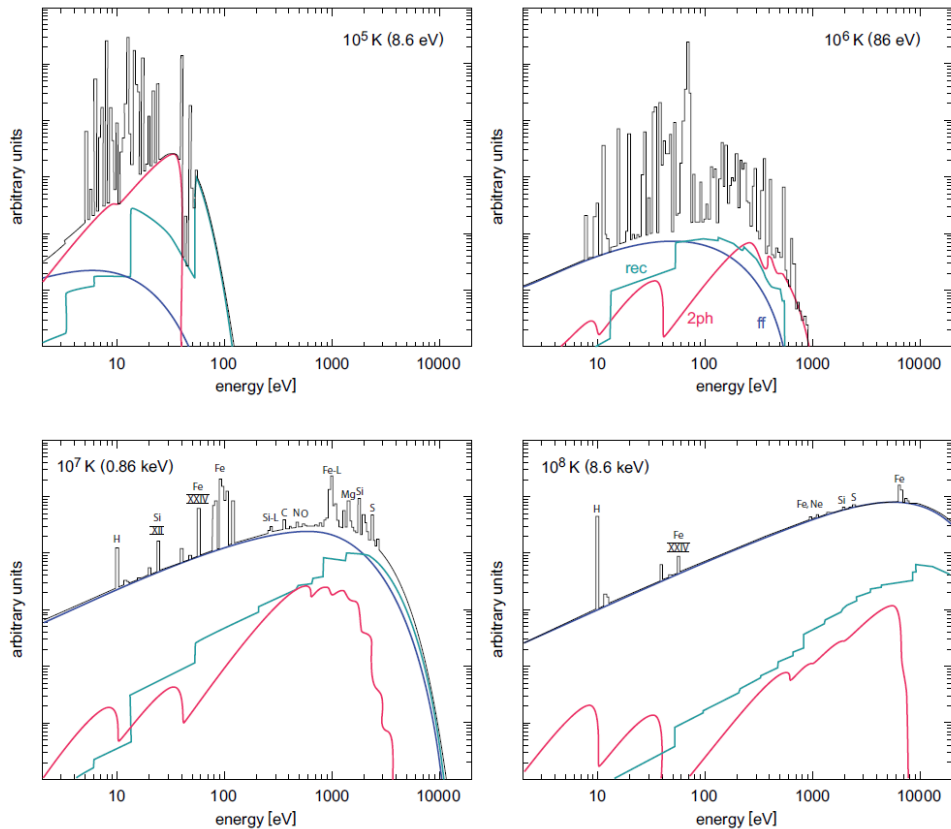 10⁵ K (8.6 eV)
arbitrary units
10 100 1000 10000
energy [eV]
10⁶ K (86 eV)
arbitrary units
rec
2ph
ff
10 100 1000 10000
energy [eV]
10⁷ K (0.86 keV)
arbitrary units
H
Si
XII
Fe
XXIV
Fe
Si-L
C
N O
Fe-L
Mg
Si
S
10 100 1000 10000
energy [eV]
10⁸ K (8.6 keV)
arbitrary units
H
Fe
XXIV
Fe, Ne
Si
S
Fe
10 100 1000 10000
energy [eV]